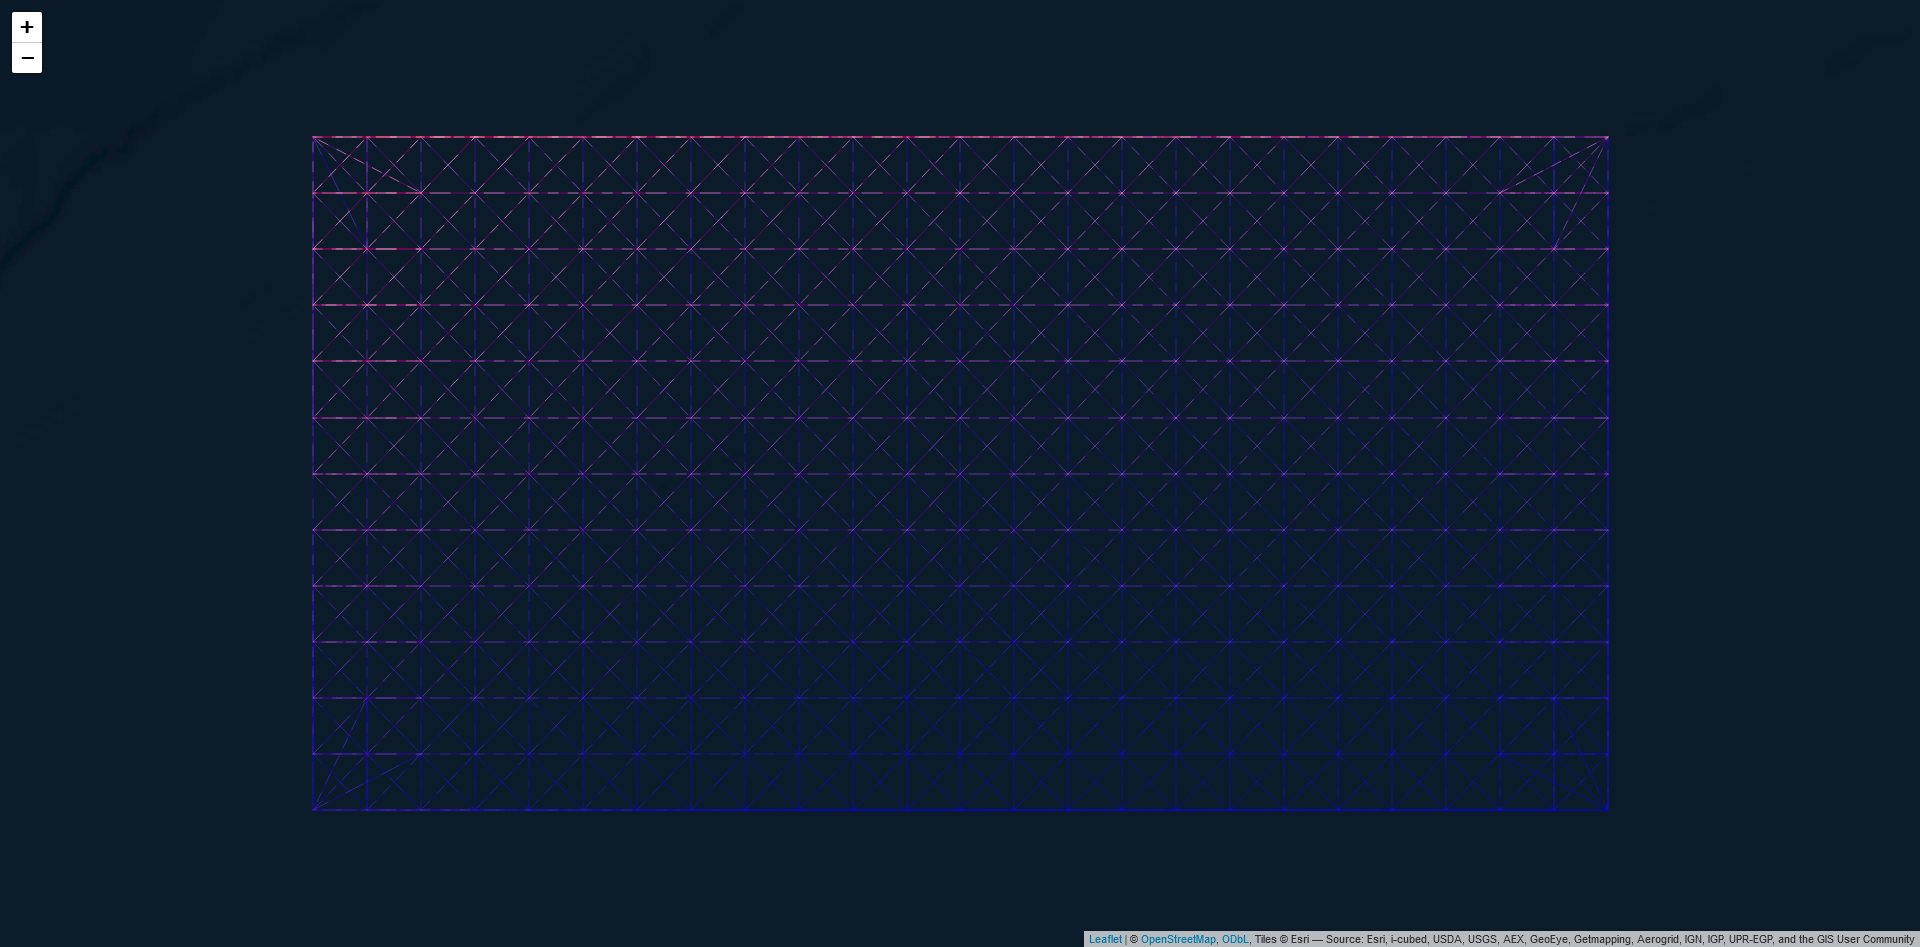 +
−
Leaflet | © OpenStreetMap, ODbL, Tiles © Esri — Source: Esri, i-cubed, USDA, USGS, AEX, GeoEye, Getmapping, Aerogrid, IGN, IGP, UPR-EGP, and the GIS User Community